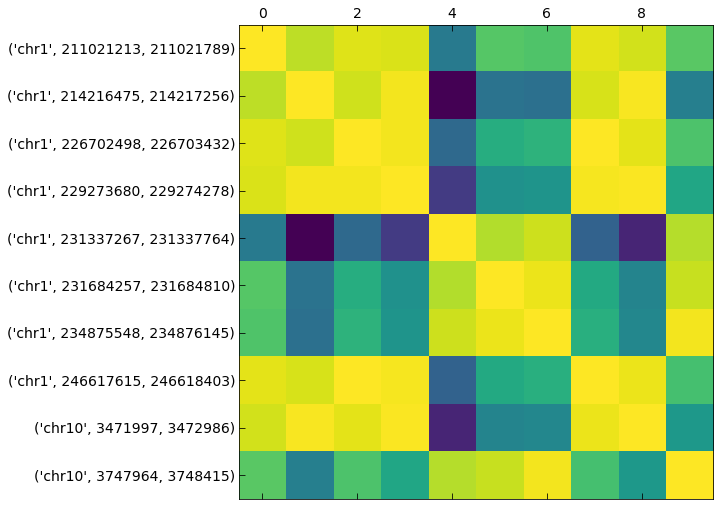 0 2 4 6 8
('chr1', 211021213, 211021789)
('chr1', 214216475, 214217256)
('chr1', 226702498, 226703432)
('chr1', 229273680, 229274278)
('chr1', 231337267, 231337764)
('chr1', 231684257, 231684810)
('chr1', 234875548, 234876145)
('chr1', 246617615, 246618403)
('chr10', 3471997, 3472986)
('chr10', 3747964, 3748415)